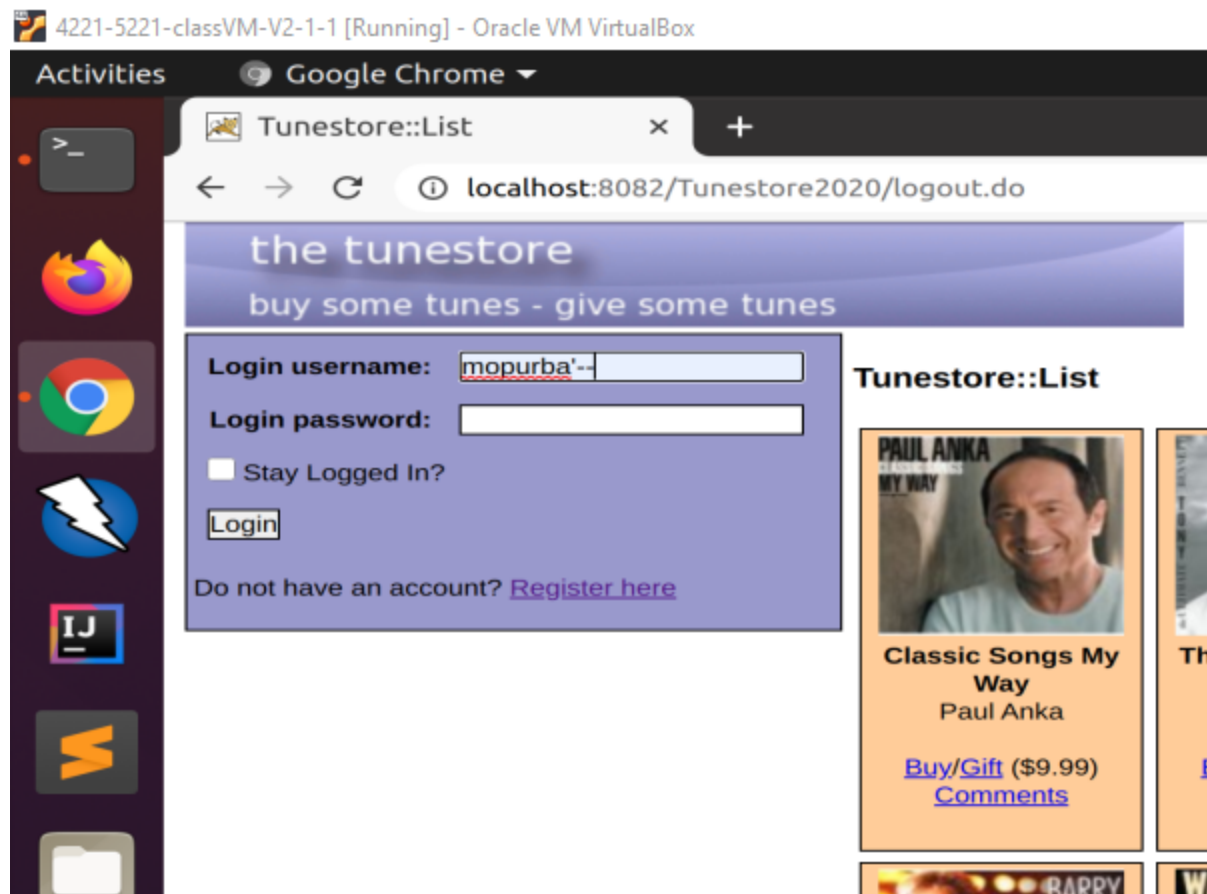 4221-5221-classVM-V2-1-1 [Running] - Oracle VM VirtualBox
Activities Google Chrome
Tunestore::List
localhost:8082/Tunestore2020/logout.do
the tunestore
buy some tunes - give some tunes
Login username: mopurba'--
Login password:
Stay Logged In?
Login
Do not have an account? Register here
Tunestore::List
PAUL ANKA
MY WAY
Classic Songs My
Way
Paul Anka
Buy/Gift ($9.99)
Comments
Th
BARRY
W
IJ